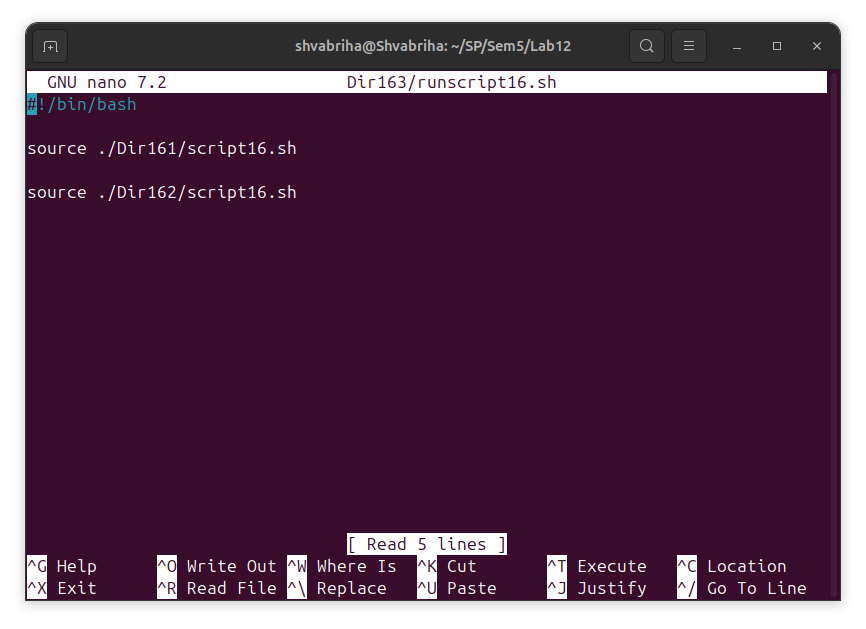 shvabriha@Shvabriha: ~/SP/Sem5/Lab12
GNU nano 7.2 Dir163/runscript16.sh
#!/bin/bash
source ./Dir161/script16.sh
source ./Dir162/script16.sh
[ Read 5 lines ]
^G Help ^O Write Out ^W Where Is ^K Cut ^T Execute ^C Location
^X Exit ^R Read File ^\ Replace ^U Paste ^J Justify ^/ Go To Line